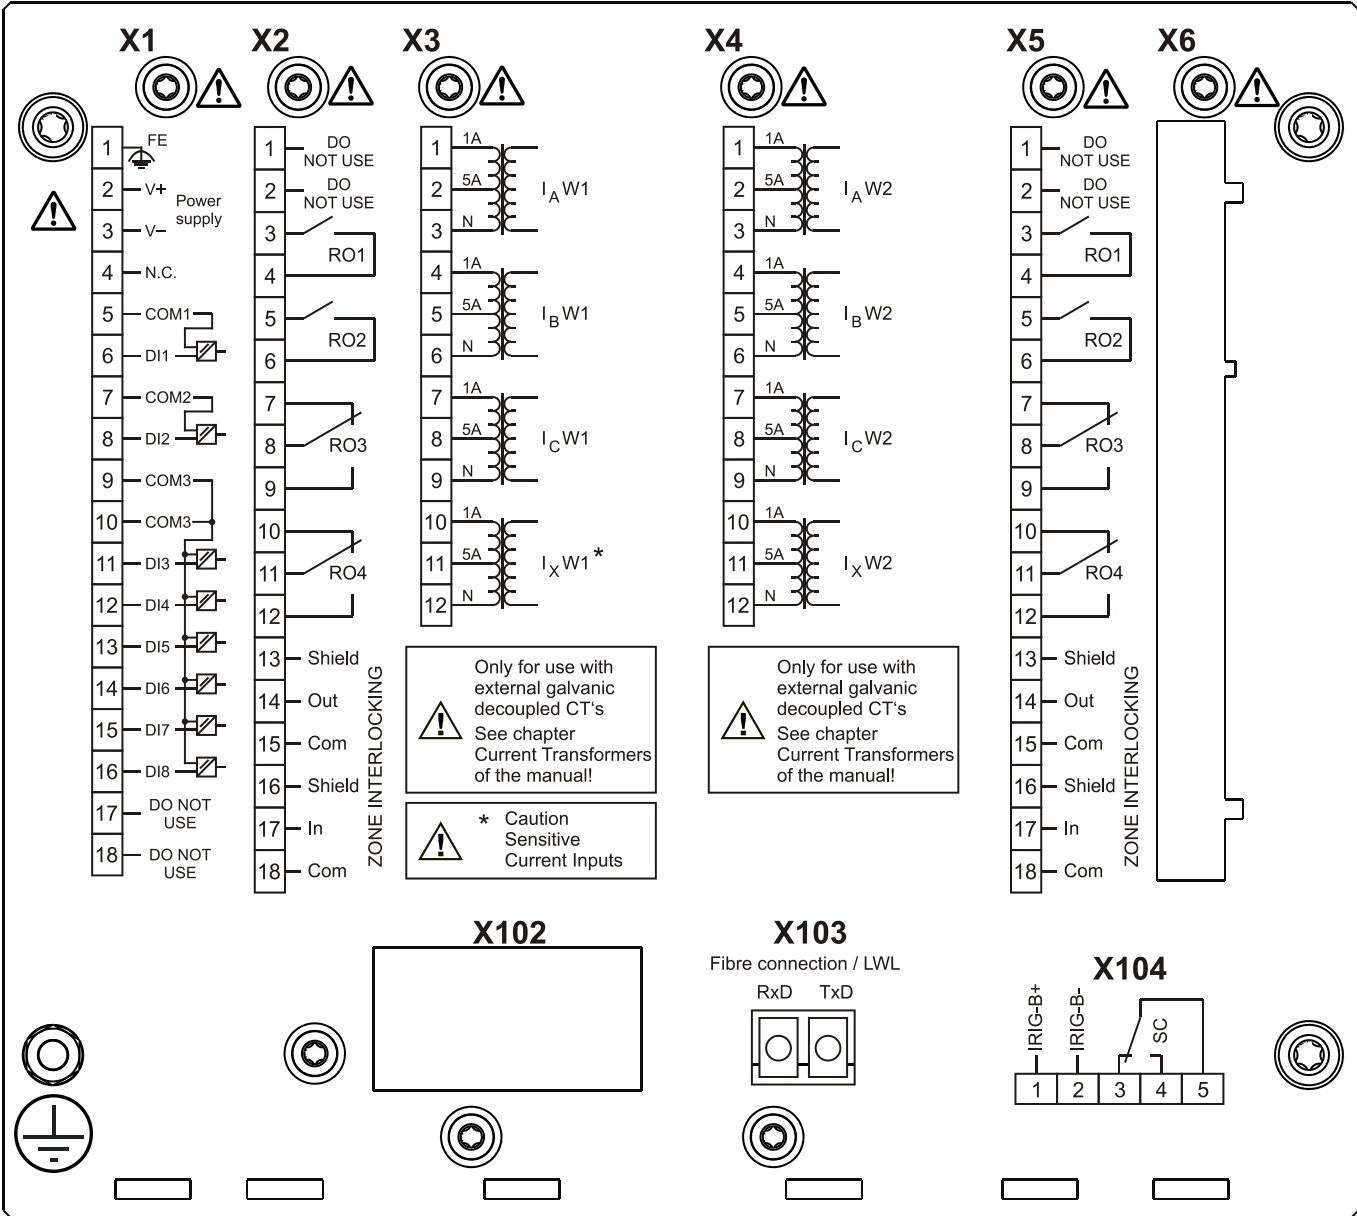 X1
X2
X3
X4
X5
X6
1 FE
2 V+
Power
supply
3 V–
4 N.C.
5 COM1
6 DI1
7 COM2
8 DI2
9 COM3
10 COM3
11 DI3
12 DI4
13 DI5
14 DI6
15 DI7
16 DI8
17 DO NOT
USE
18 DO NOT
USE
1 DO
NOT USE
2 DO
NOT USE
3
RO1
4
5
RO2
6
7
8 RO3
9
10
11 RO4
12
13 Shield
14 Out
15 Com
16 Shield
17 In
18 Com
ZONE INTERLOCKING
1 1A
2 5A IAW1
3 N
4 1A
5 5A IBW1
6 N
7 1A
8 5A ICW1
9 N
10 1A
11 5A IXW1 *
12 N
Only for use with
external galvanic
decoupled CT‘s
See chapter
Current Transformers
of the manual!
* Caution
Sensitive
Current Inputs
1 1A
2 5A IAW2
3 N
4 1A
5 5A IBW2
6 N
7 1A
8 5A ICW2
9 N
10 1A
11 5A IXW2
12 N
Only for use with
external galvanic
decoupled CT‘s
See chapter
Current Transformers
of the manual!
1 DO
NOT USE
2 DO
NOT USE
3
RO1
4
5
RO2
6
7
8 RO3
9
10
11 RO4
12
13 Shield
14 Out
15 Com
16 Shield
17 In
18 Com
ZONE INTERLOCKING
X102
X103
Fibre connection / LWL
RxD TxD
X104
IRIG-B+
IRIG-B-
SC
1 2 3 4 5